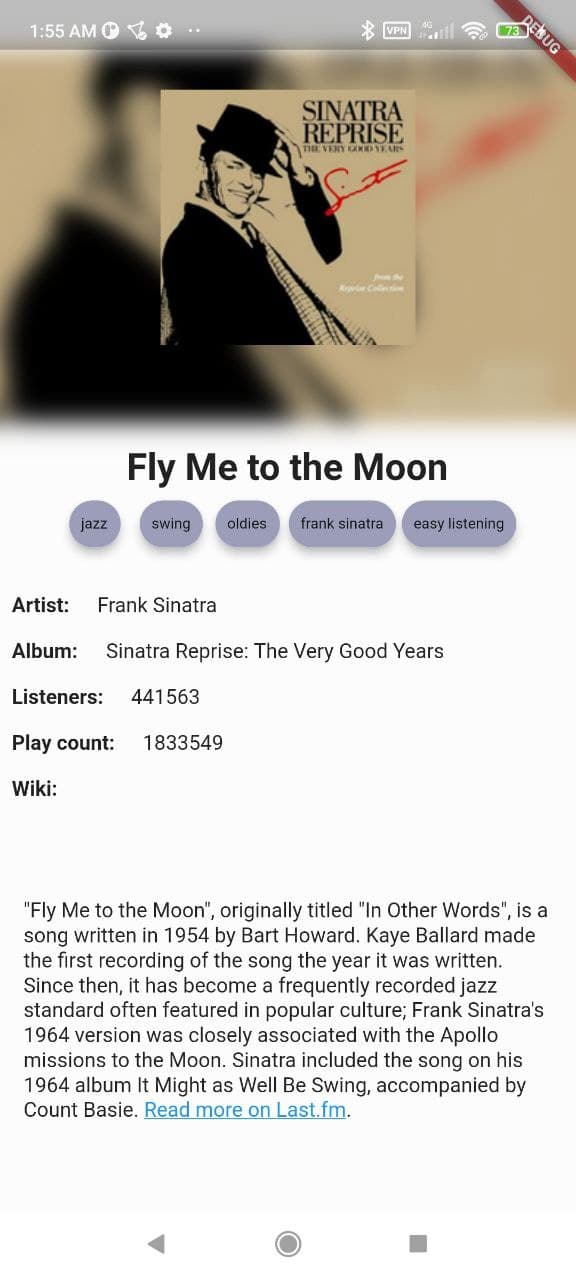 1:55 AM
VPN
4G
73
DEBUG
SINATRA
REPRISE
THE VERY GOOD YEARS
Sinatra
from the
Reprise Collection
Fly Me to the Moon
jazz swing oldies frank sinatra easy listening
Artist: Frank Sinatra
Album: Sinatra Reprise: The Very Good Years
Listeners: 441563
Play count: 1833549
Wiki:
"Fly Me to the Moon", originally titled "In Other Words", is a
song written in 1954 by Bart Howard. Kaye Ballard made
the first recording of the song the year it was written.
Since then, it has become a frequently recorded jazz
standard often featured in popular culture; Frank Sinatra's
1964 version was closely associated with the Apollo
missions to the Moon. Sinatra included the song on his
1964 album It Might as Well Be Swing, accompanied by
Count Basie. Read more on Last.fm.